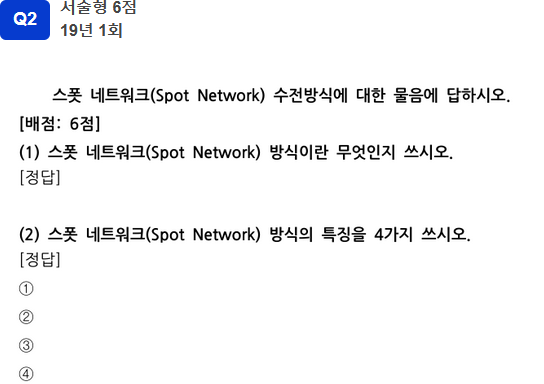 Q2
서술형 6점
19년 1회
스폿 네트워크(Spot Network) 수전방식에 대한 물음에 답하시오.
[배점: 6점]
(1) 스폿 네트워크(Spot Network) 방식이란 무엇인지 쓰시오.
[정답]
(2) 스폿 네트워크(Spot Network) 방식의 특징을 4가지 쓰시오.
[정답]
①
②
③
④